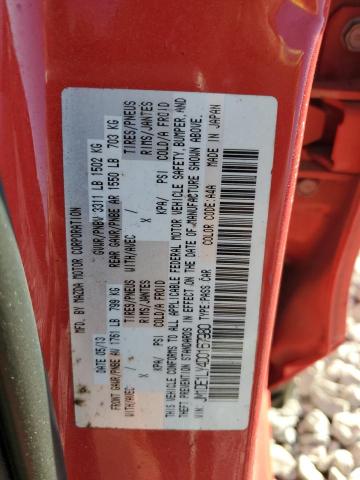 MFD. BY MAZDA MOTOR CORPORATION
DATE 05/13 GVWR/PNBV 3311 LB 1502 KG
FRONT GAWR/PNBE AV 1761 LB 799 KG REAR GAWR/PNBE AR 1550 LB 703 KG
WITH/AVEC / TIRES/PNEUS WITH/AVEC / TIRES/PNEUS
X RIMS/JANTES X RIMS/JANTES
KPA/ PSI COLD/A FROID KPA/ PSI COLD/A FROID
THIS VEHICLE CONFORMS TO ALL APPLICABLE FEDERAL MOTOR VEHICLE SAFETY, BUMPER, AND
THEFT PREVENTION STANDARDS IN EFFECT ON THE DATE OF MANUFACTURE SHOWN ABOVE.
VIN: TYPE:PASS CAR COLOR CODE:A4A MADE IN JAPAN